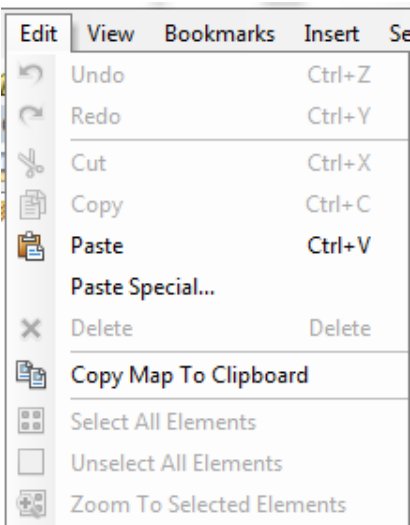 Edit View Bookmarks Insert Se
Undo Ctrl+Z
Redo Ctrl+Y
Cut Ctrl+X
Copy Ctrl+C
Paste Ctrl+V
Paste Special...
Delete Delete
Copy Map To Clipboard
Select All Elements
Unselect All Elements
Zoom To Selected Elements